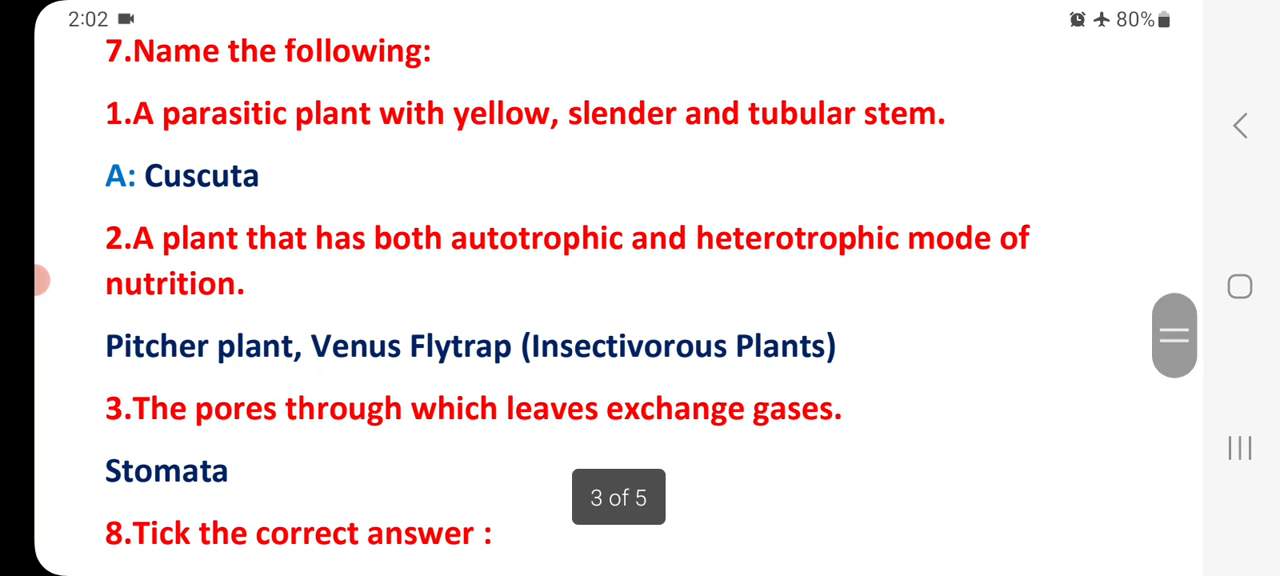 2:02
80%
7.Name the following:
1.A parasitic plant with yellow, slender and tubular stem.
A: Cuscuta
2.A plant that has both autotrophic and heterotrophic mode of
nutrition.
Pitcher plant, Venus Flytrap (Insectivorous Plants)
3.The pores through which leaves exchange gases.
Stomata
3 of 5
8.Tick the correct answer :